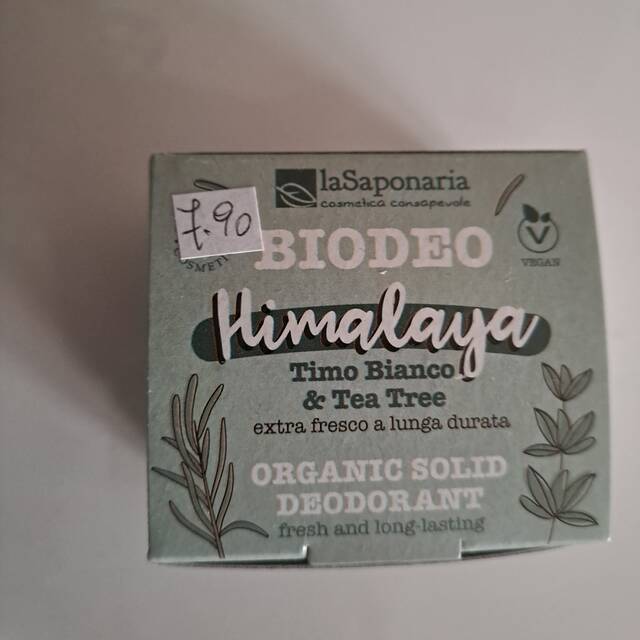 laSaponaria
cosmetica consapevole
7.90
COSMETI
BIODEO
VEGAN
Himalaya
Timo Bianco
& Tea Tree
extra fresco a lunga durata
ORGANIC SOLID
DEODORANT
fresh and long-lasting